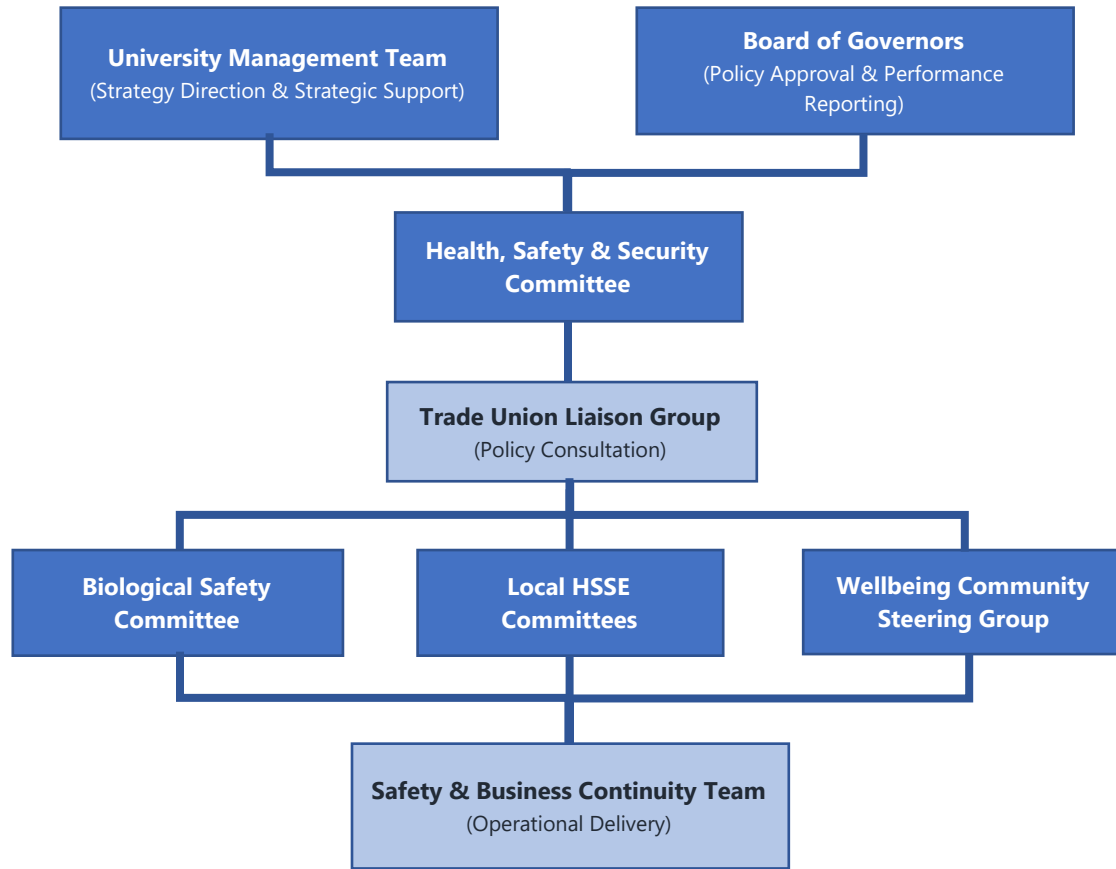 University Management Team
(Strategy Direction & Strategic Support)
Board of Governors
(Policy Approval & Performance
Reporting)
Health, Safety & Security
Committee
Trade Union Liaison Group
(Policy Consultation)
Biological Safety
Committee
Local HSSE
Committees
Wellbeing Community
Steering Group
Safety & Business Continuity Team
(Operational Delivery)